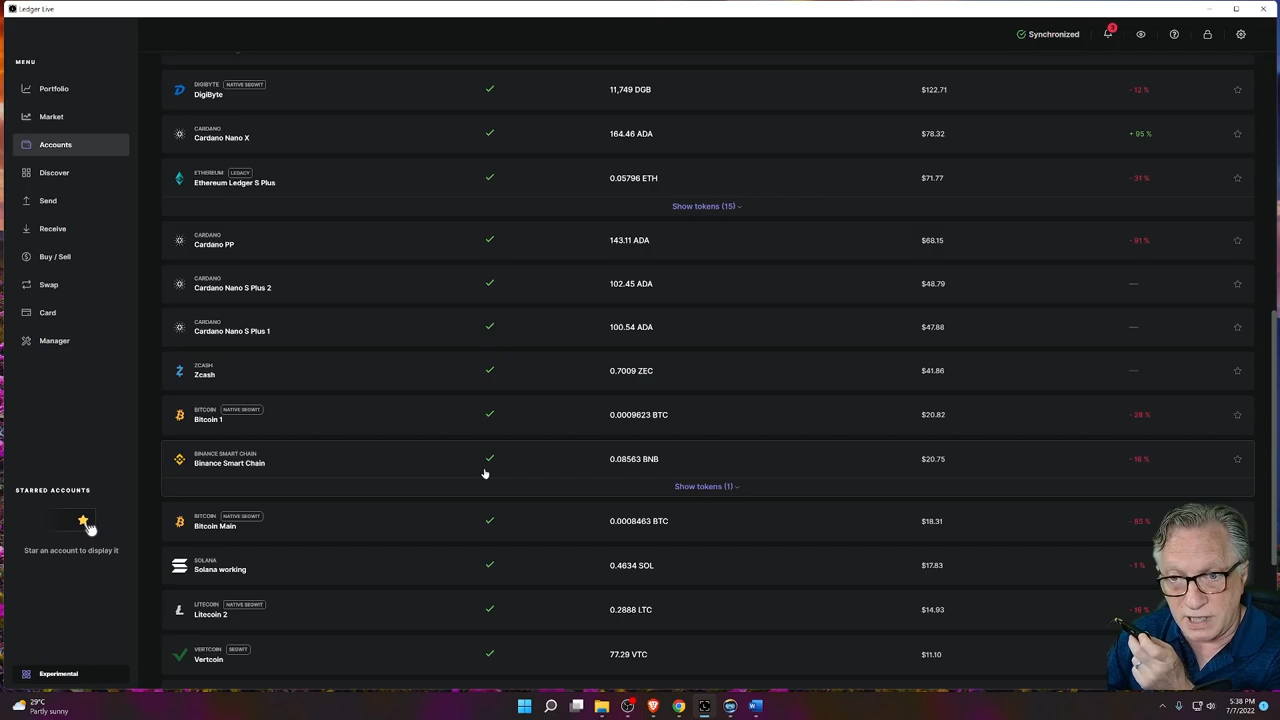 Ledger Live
MENU
Portfolio
Market
Accounts
Discover
Send
Receive
Buy / Sell
Swap
Card
Manager
STARRED ACCOUNTS
Star an account to display it
Experimental
Synchronized
3
DIGIBYTE NATIVE SEGWIT
DigiByte 11,749 DGB $122.71 - 12 %
CARDANO
Cardano Nano X 164.46 ADA $78.32 + 95 %
ETHEREUM LEGACY
Ethereum Ledger S Plus 0.05796 ETH $71.77 - 31 %
Show tokens (15)
CARDANO
Cardano PP 143.11 ADA $68.15 - 91 %
CARDANO
Cardano Nano S Plus 2 102.45 ADA $48.79 —
CARDANO
Cardano Nano S Plus 1 100.54 ADA $47.88 —
ZCASH
Zcash 0.7009 ZEC $41.86 —
BITCOIN NATIVE SEGWIT
Bitcoin 1 0.0009623 BTC $20.82 - 28 %
BINANCE SMART CHAIN
Binance Smart Chain 0.08563 BNB $20.75 - 16 %
Show tokens (1)
BITCOIN NATIVE SEGWIT
Bitcoin Main 0.0008463 BTC $18.31 - 85 %
SOLANA
Solana working 0.4634 SOL $17.83 - 1 %
LITECOIN NATIVE SEGWIT
Litecoin 2 0.2888 LTC $14.93 - 16 %
VERTCOIN SEGWIT
Vertcoin 77.29 VTC $11.10
29°C
Partly sunny
5:38 PM
7/7/2022